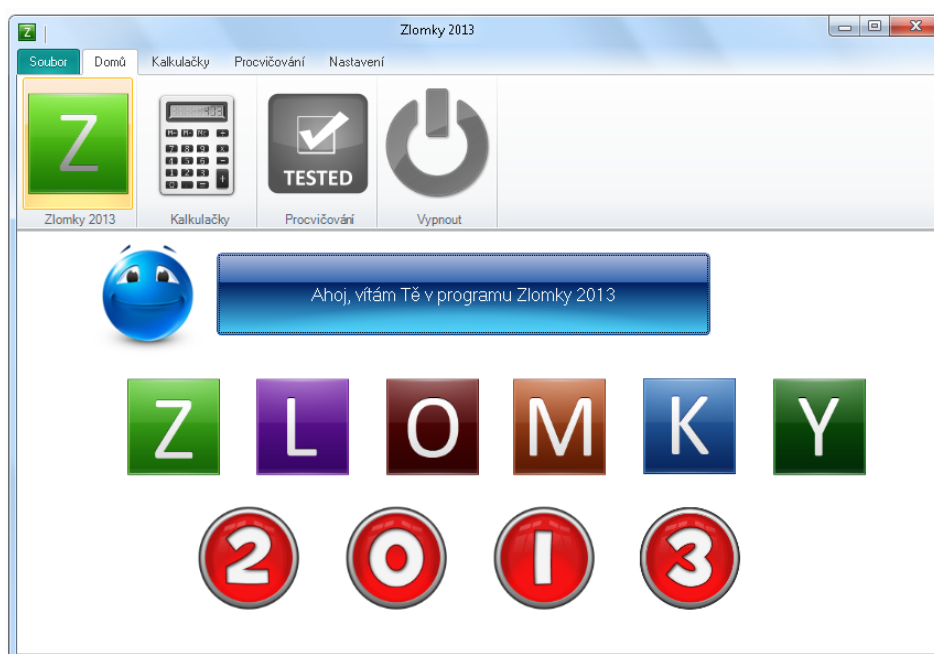 Z Zlomky 2013
Soubor Domů Kalkulačky Procvičování Nastavení
Z
TESTED
Zlomky 2013 Kalkulačky Procvičování Vypnout
Ahoj, vítám Tě v programu Zlomky 2013
Z L O M K Y
2 0 1 3